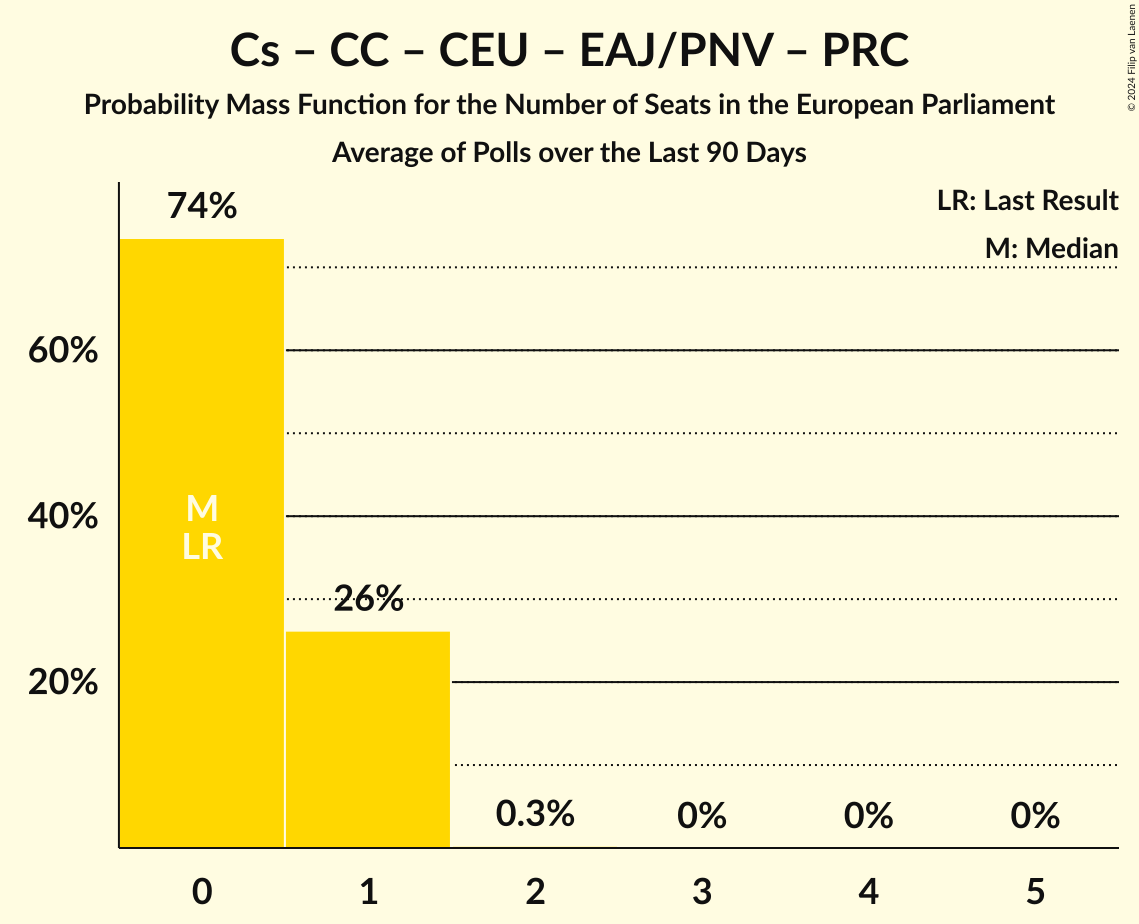 Cs – CC – CEU – EAJ/PNV – PRC
Probability Mass Function for the Number of Seats in the European Parliament
Average of Polls over the Last 90 Days
© 2024 Filip van Laenen
LR: Last Result
M: Median
74%
60%
40%
20%
M
LR
26%
0.3%
0%
0%
0%
0
1
2
3
4
5